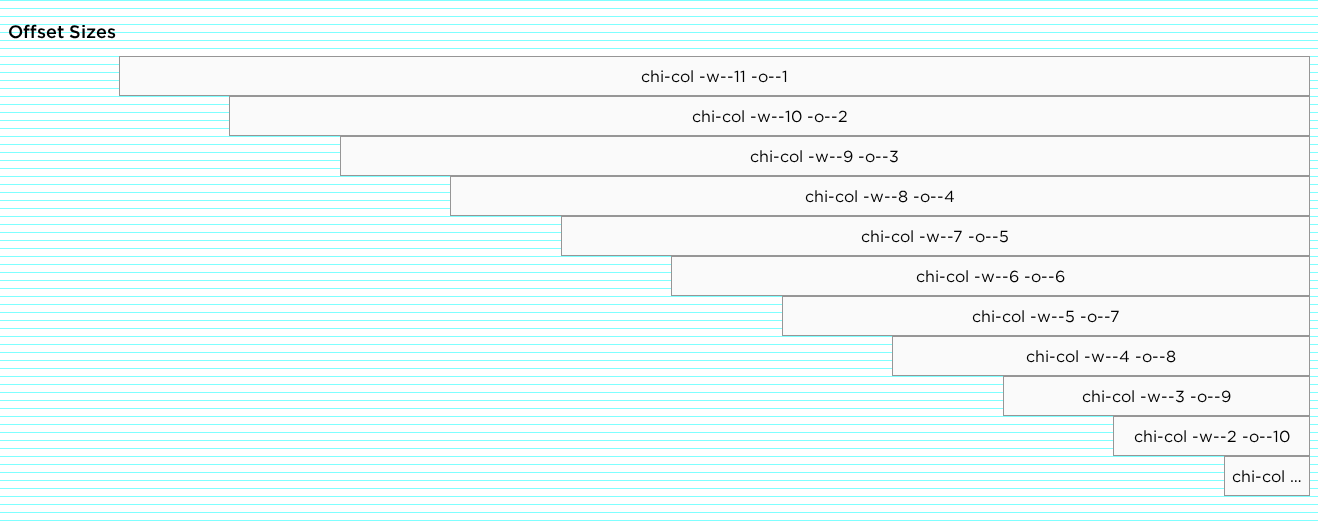 Offset Sizes
chi-col -w--11 -o--1
chi-col -w--10 -o--2
chi-col -w--9 -o--3
chi-col -w--8 -o--4
chi-col -w--7 -o--5
chi-col -w--6 -o--6
chi-col -w--5 -o--7
chi-col -w--4 -o--8
chi-col -w--3 -o--9
chi-col -w--2 -o--10
chi-col ...